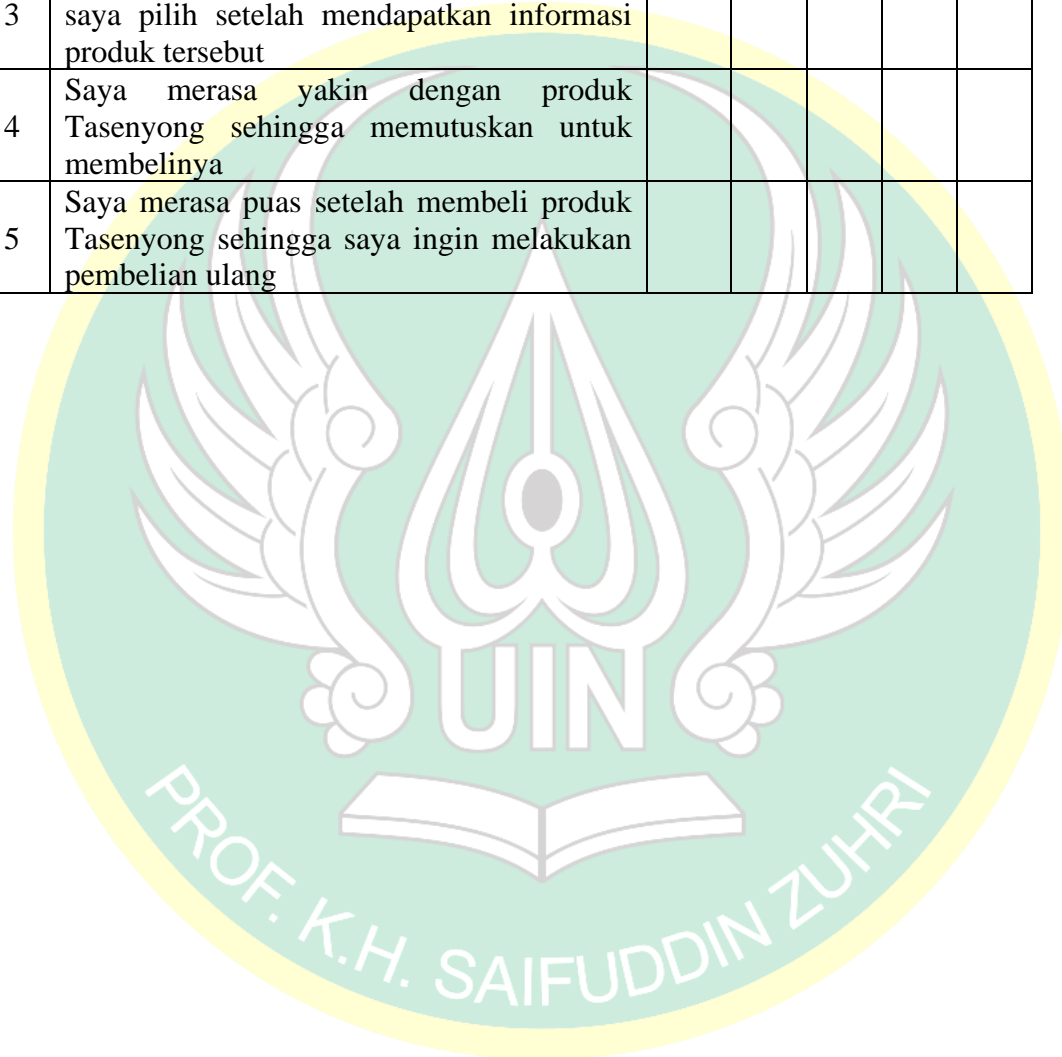 3 saya pilih setelah mendapatkan informasi
produk tersebut
Saya merasa yakin dengan produk
4 Tasenyong sehingga memutuskan untuk
membelinya
Saya merasa puas setelah membeli produk
5 Tasenyong sehingga saya ingin melakukan
pembelian ulang
UIN
PROF. K.H. SAIFUDDIN ZUHRI